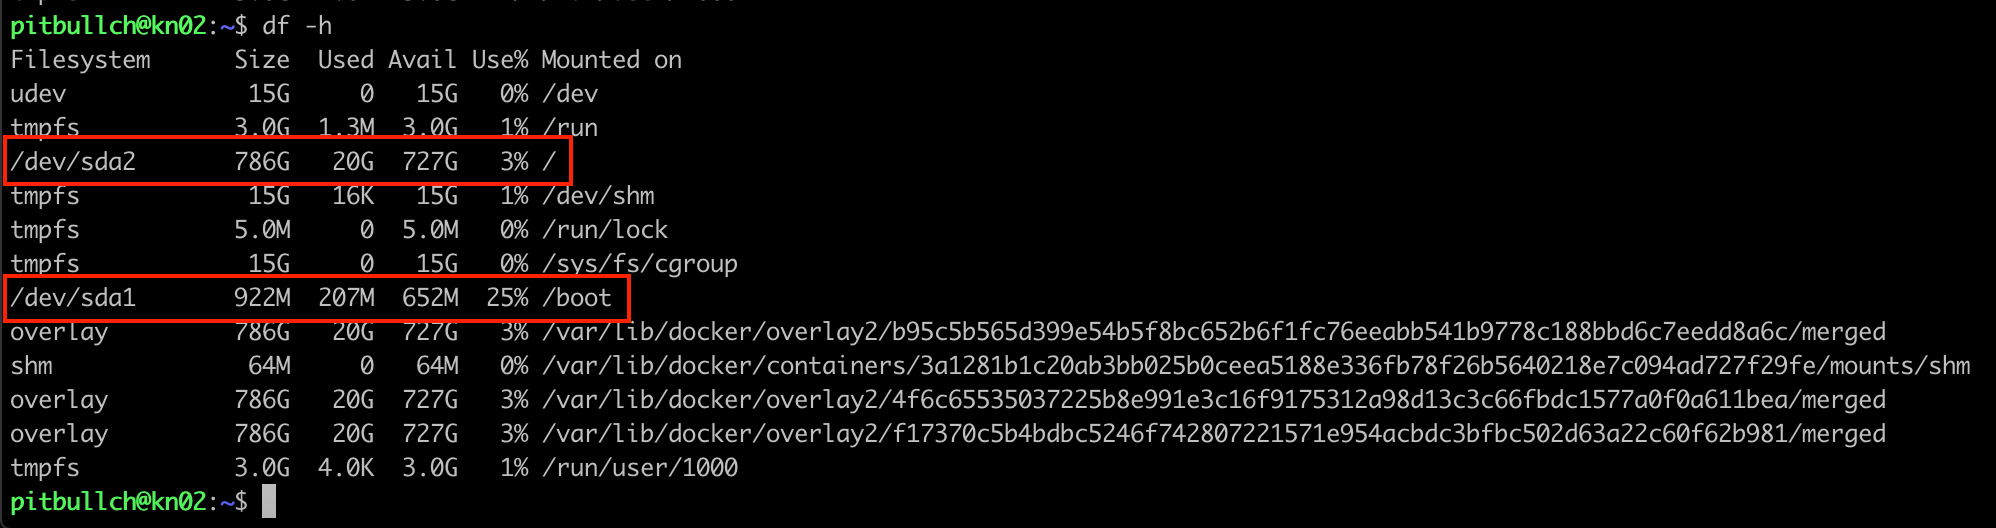 pitbullch@kn02:~$ df -h
Filesystem      Size  Used Avail Use% Mounted on
udev             15G     0   15G   0% /dev
tmpfs           3.0G  1.3M  3.0G   1% /run
/dev/sda2       786G   20G  727G   3% /
tmpfs            15G   16K   15G   1% /dev/shm
tmpfs           5.0M     0  5.0M   0% /run/lock
tmpfs            15G     0   15G   0% /sys/fs/cgroup
/dev/sda1       922M  207M  652M  25% /boot
overlay         786G   20G  727G   3% /var/lib/docker/overlay2/b95c5b565d399e54b5f8bc652b6f1fc76eeabb541b9778c188bbd6c7eedd8a6c/merged
shm              64M     0   64M   0% /var/lib/docker/containers/3a1281b1c20ab3bb025b0ceea5188e336fb78f26b5640218e7c094ad727f29fe/mounts/shm
overlay         786G   20G  727G   3% /var/lib/docker/overlay2/4f6c65535037225b8e991e3c16f9175312a98d13c3c66fbdc1577a0f0a611bea/merged
overlay         786G   20G  727G   3% /var/lib/docker/overlay2/f17370c5b4bdbc5246f742807221571e954acbdc3bfbc502d63a22c60f62b981/merged
tmpfs           3.0G  4.0K  3.0G   1% /run/user/1000
pitbullch@kn02:~$